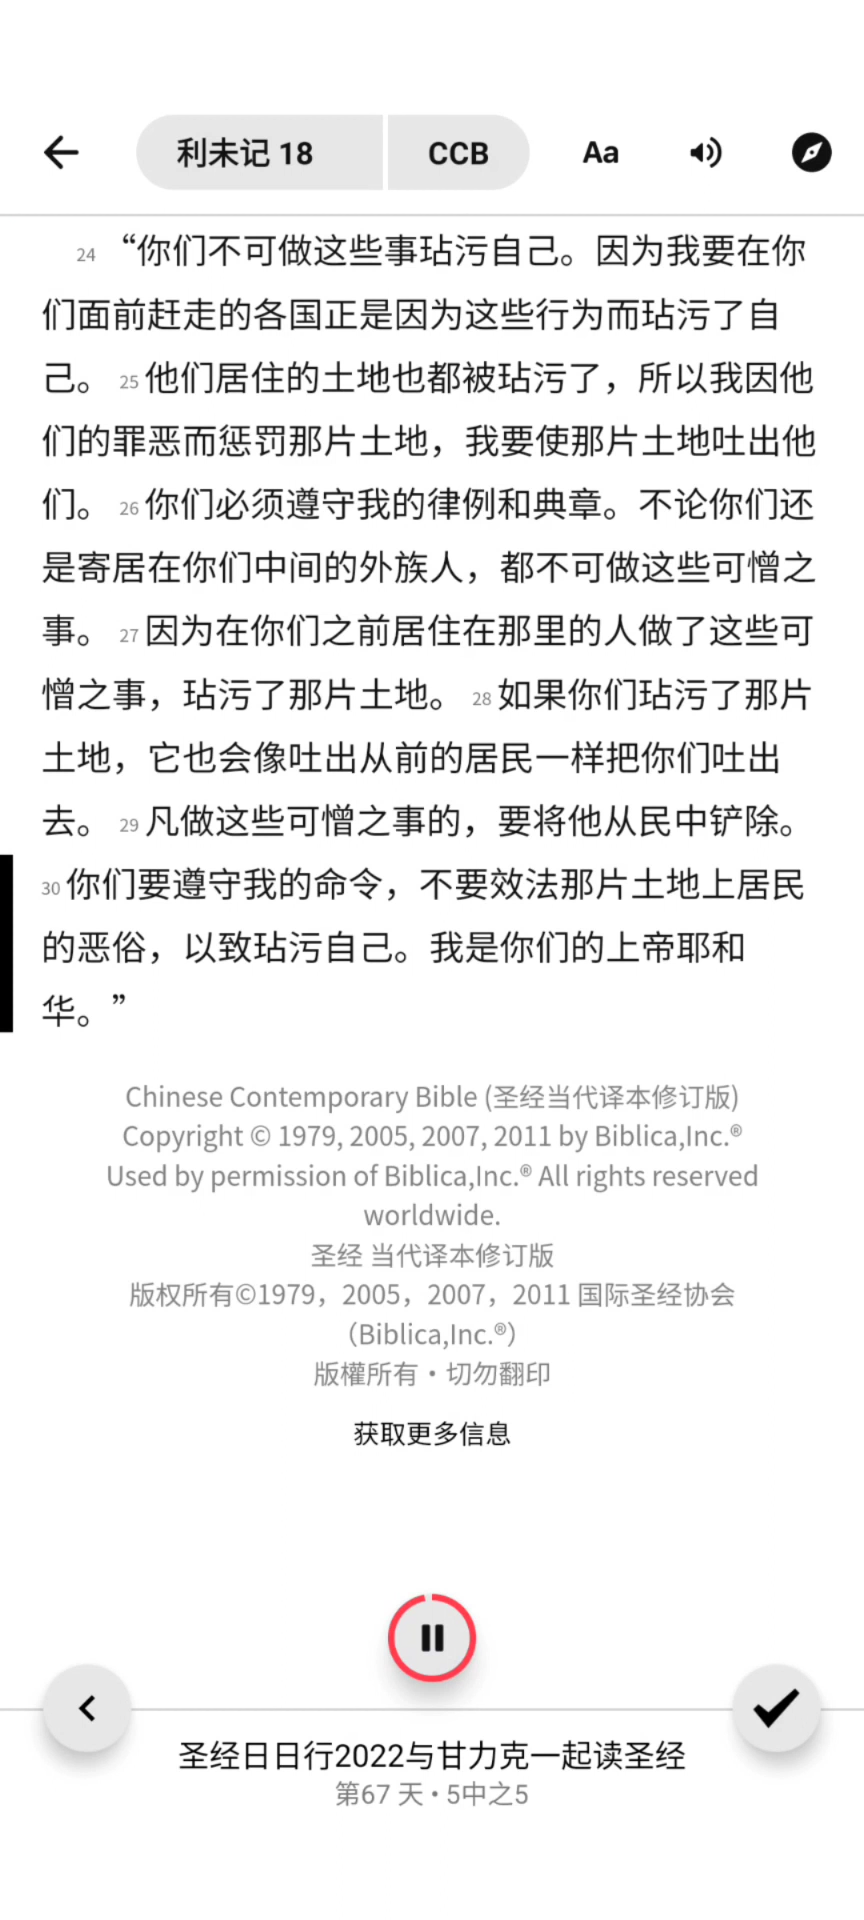 利未记 18 CCB Aa
24 “你们不可做这些事玷污自己。因为我要在你
们面前赶走的各国正是因为这些行为而玷污了自
己。 25 他们居住的土地也都被玷污了，所以我因他
们的罪恶而惩罚那片土地，我要使那片土地吐出他
们。 26 你们必须遵守我的律例和典章。不论你们还
是寄居在你们中间的外族人，都不可做这些可憎之
事。 27 因为在你们之前居住在那里的人做了这些可
憎之事，玷污了那片土地。 28 如果你们玷污了那片
土地，它也会像吐出从前的居民一样把你们吐出
去。 29 凡做这些可憎之事的，要将他从民中铲除。
30 你们要遵守我的命令，不要效法那片土地上居民
的恶俗，以致玷污自己。我是你们的上帝耶和
华。”
Chinese Contemporary Bible (圣经当代译本修订版)
Copyright © 1979, 2005, 2007, 2011 by Biblica,Inc.®
Used by permission of Biblica,Inc.® All rights reserved
worldwide.
圣经 当代译本修订版
版权所有©1979，2005，2007，2011 国际圣经协会
（Biblica,Inc.®）
版權所有・切勿翻印
获取更多信息
圣经日日行2022与甘力克一起读圣经
第67 天 • 5中之5